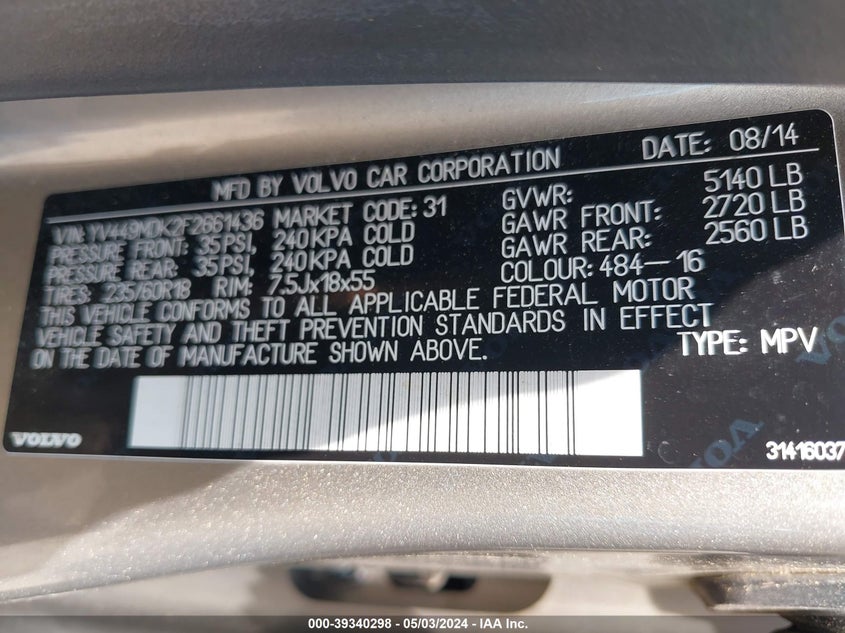 MFD BY VOLVO CAR CORPORATION DATE: 08/14
VIN: YV449MDK2F2661436 MARKET CODE: 31 GVWR: 5140 LB
PRESSURE FRONT: 35 PSI, 240 KPA COLD GAWR FRONT: 2720 LB
PRESSURE REAR: 35 PSI, 240 KPA COLD GAWR REAR: 2560 LB
TIRES: 235/60R18 RIM: 7.5Jx18x55 COLOUR: 484-16
THIS VEHICLE CONFORMS TO ALL APPLICABLE FEDERAL MOTOR
VEHICLE SAFETY AND THEFT PREVENTION STANDARDS IN EFFECT
ON THE DATE OF MANUFACTURE SHOWN ABOVE. TYPE: MPV
VOLVO 31416037
000-39340298 - 05/03/2024 - IAA Inc.